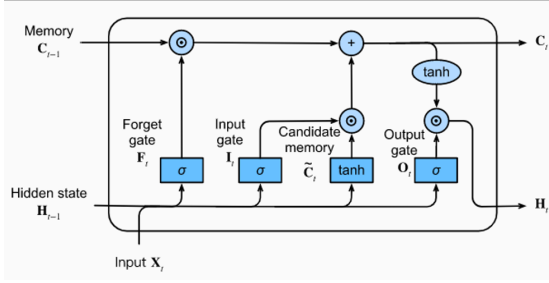 Memory
C_{t-1}
⊙
+
C_t
tanh
Forget
gate
F_t
Input
gate
I_t
Candidate
memory
C̃_t
Output
gate
O_t
⊙
⊙
σ
σ
tanh
σ
Hidden state
H_{t-1}
H_t
Input X_t